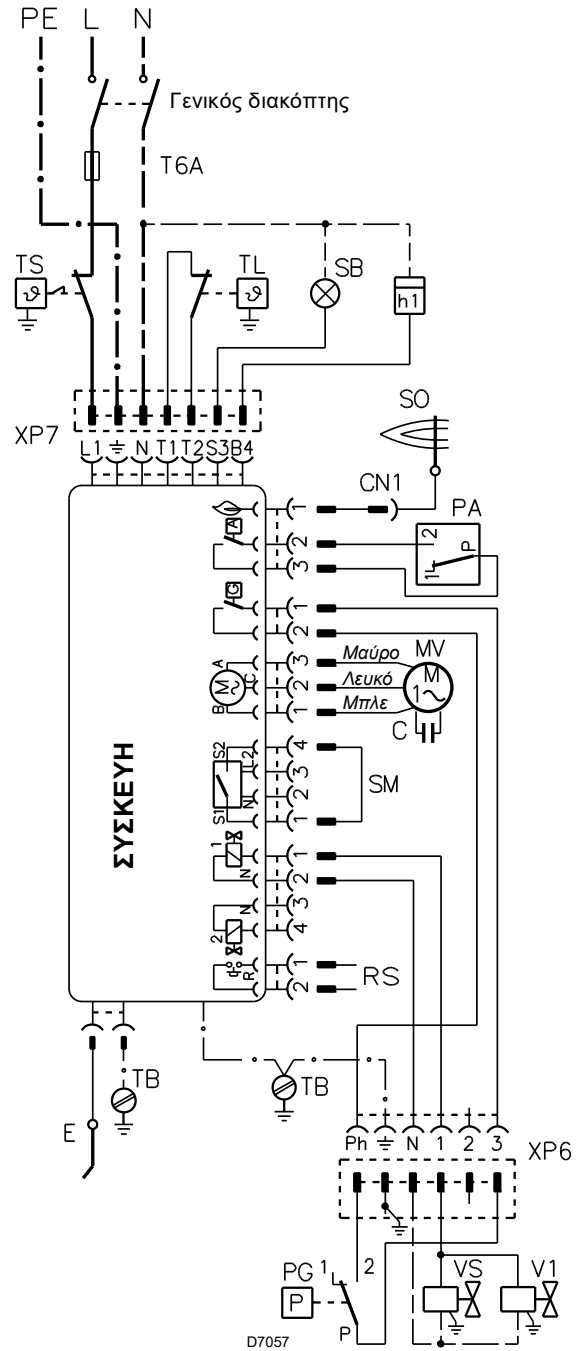 PE L N
Γενικός διακόπτης
T6A
TS
TL
SB
h1
XP7
L1 N T1 T2 S3 B4
SO
CN1
PA
2
P
1
1
A 2
3
G 1
2
A 3 Μαύρο MV
M C 2 Λευκό M
1
B 1 Μπλε
C
S2 4
L2 3
N 2
S1 1
SM
ΣΥΣΚΕΥΗ
1 1
N 2
N 3
2 4
1
R 2
RS
TB
TB
E
Ph N 1 2 3
XP6
PG 1 2
P
P
VS V1
D7057